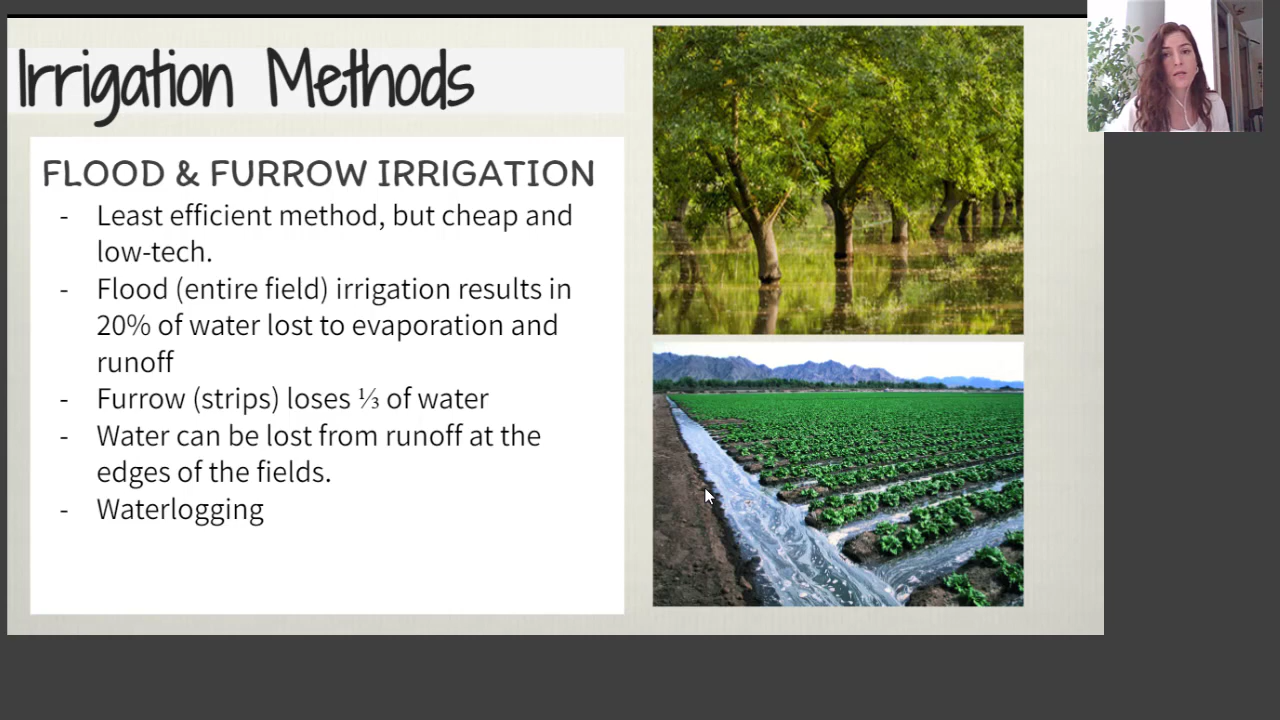 Irrigation Methods
FLOOD & FURROW IRRIGATION
- Least efficient method, but cheap and
low-tech.
- Flood (entire field) irrigation results in
20% of water lost to evaporation and
runoff
- Furrow (strips) loses ⅓ of water
- Water can be lost from runoff at the
edges of the fields.
- Waterlogging